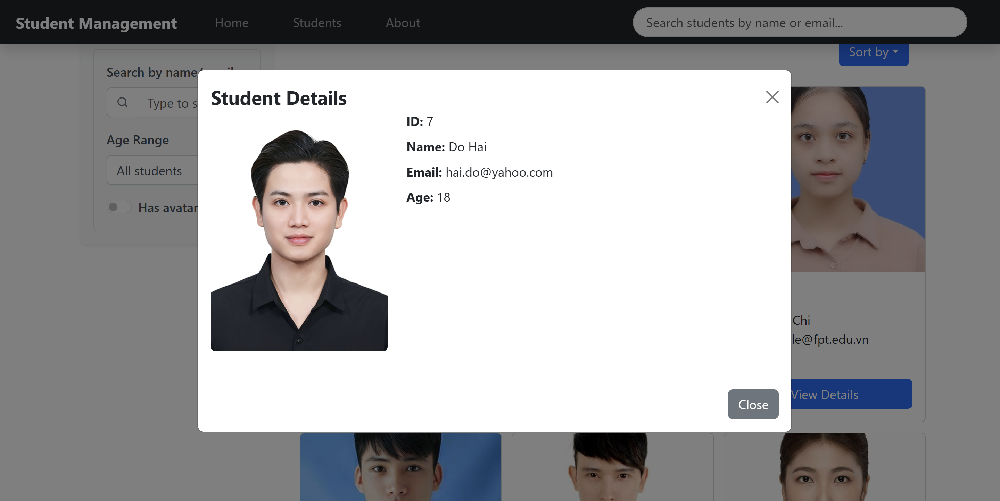 Student Management Home Students About Search students by name or email...
Sort by
Search by name/
Type to s
Age Range
All students
Has avatar
Student Details
ID: 7
Name: Do Hai
Email: hai.do@yahoo.com
Age: 18
Close
Chi
le@fpt.edu.vn
View Details